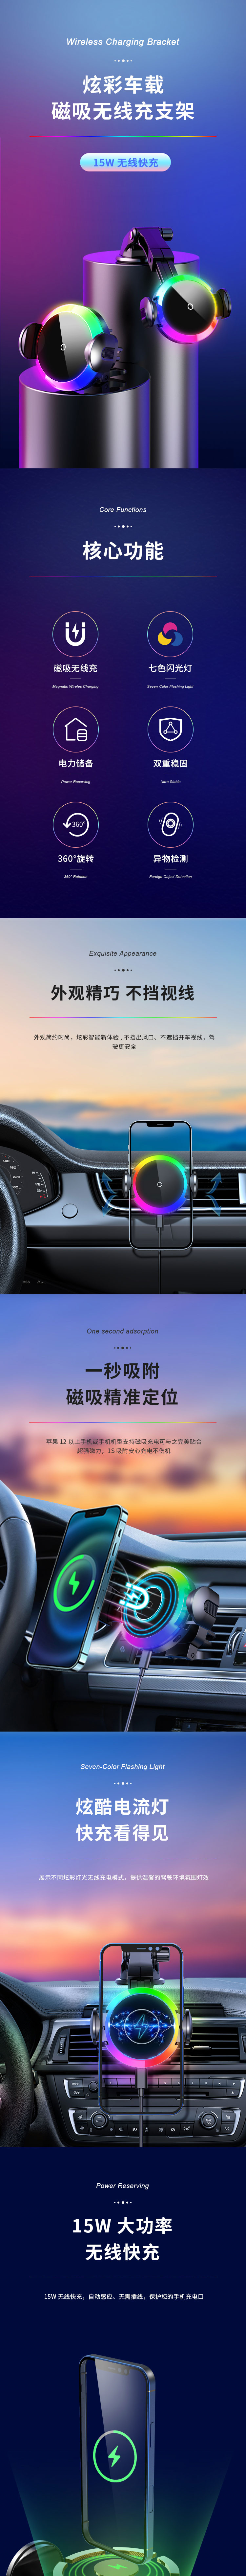 Wireless Charging Bracket
炫彩车载
磁吸无线充支架
15W 无线快充
Core Functions
核心功能
磁吸无线充
Magnetic Wireles Charging
七色闪光灯
Seven-Color Flashing Light
电力储备
Power Reserving
双重稳固
Ultra Stable
360°
360°旋转
360° Rotation
异物检测
Foreign Object Detection
Exquisite Appearance
外观精巧 不挡视线
外观简约时尚，炫彩智能新体验 , 不挡出风口、不遮挡开车视线，驾
驶更安全
One second adsorption
一秒吸附
磁吸精准定位
苹果 12 以上手机或手机机型支持磁吸充电可与之完美贴合
超强磁力，1S 吸附安心充电不伤机
Seven-Color Flashing Light
炫酷电流灯
快充看得见
展示不同炫彩灯光无线充电模式，提供温馨的驾驶环境氛围灯效
Power Reserving
15W 大功率
无线快充
15W 无线快充，自动感应、无需插线，保护您的手机充电口